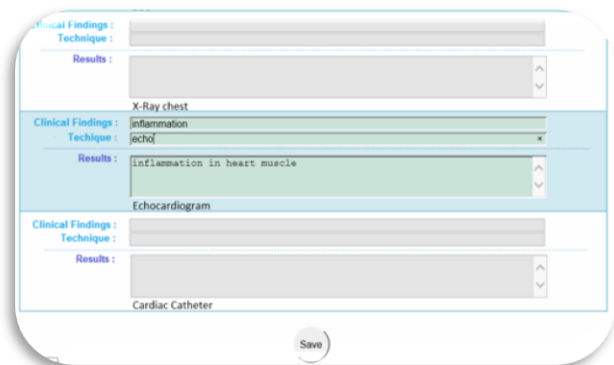 Clinical Findings :
Technique :
Results :
X-Ray chest
Clinical Findings : inflammation
Techique : echo ×
Results : inflammation in heart muscle
Echocardiogram
Clinical Findings :
Technique :
Results :
Cardiac Catheter
Save